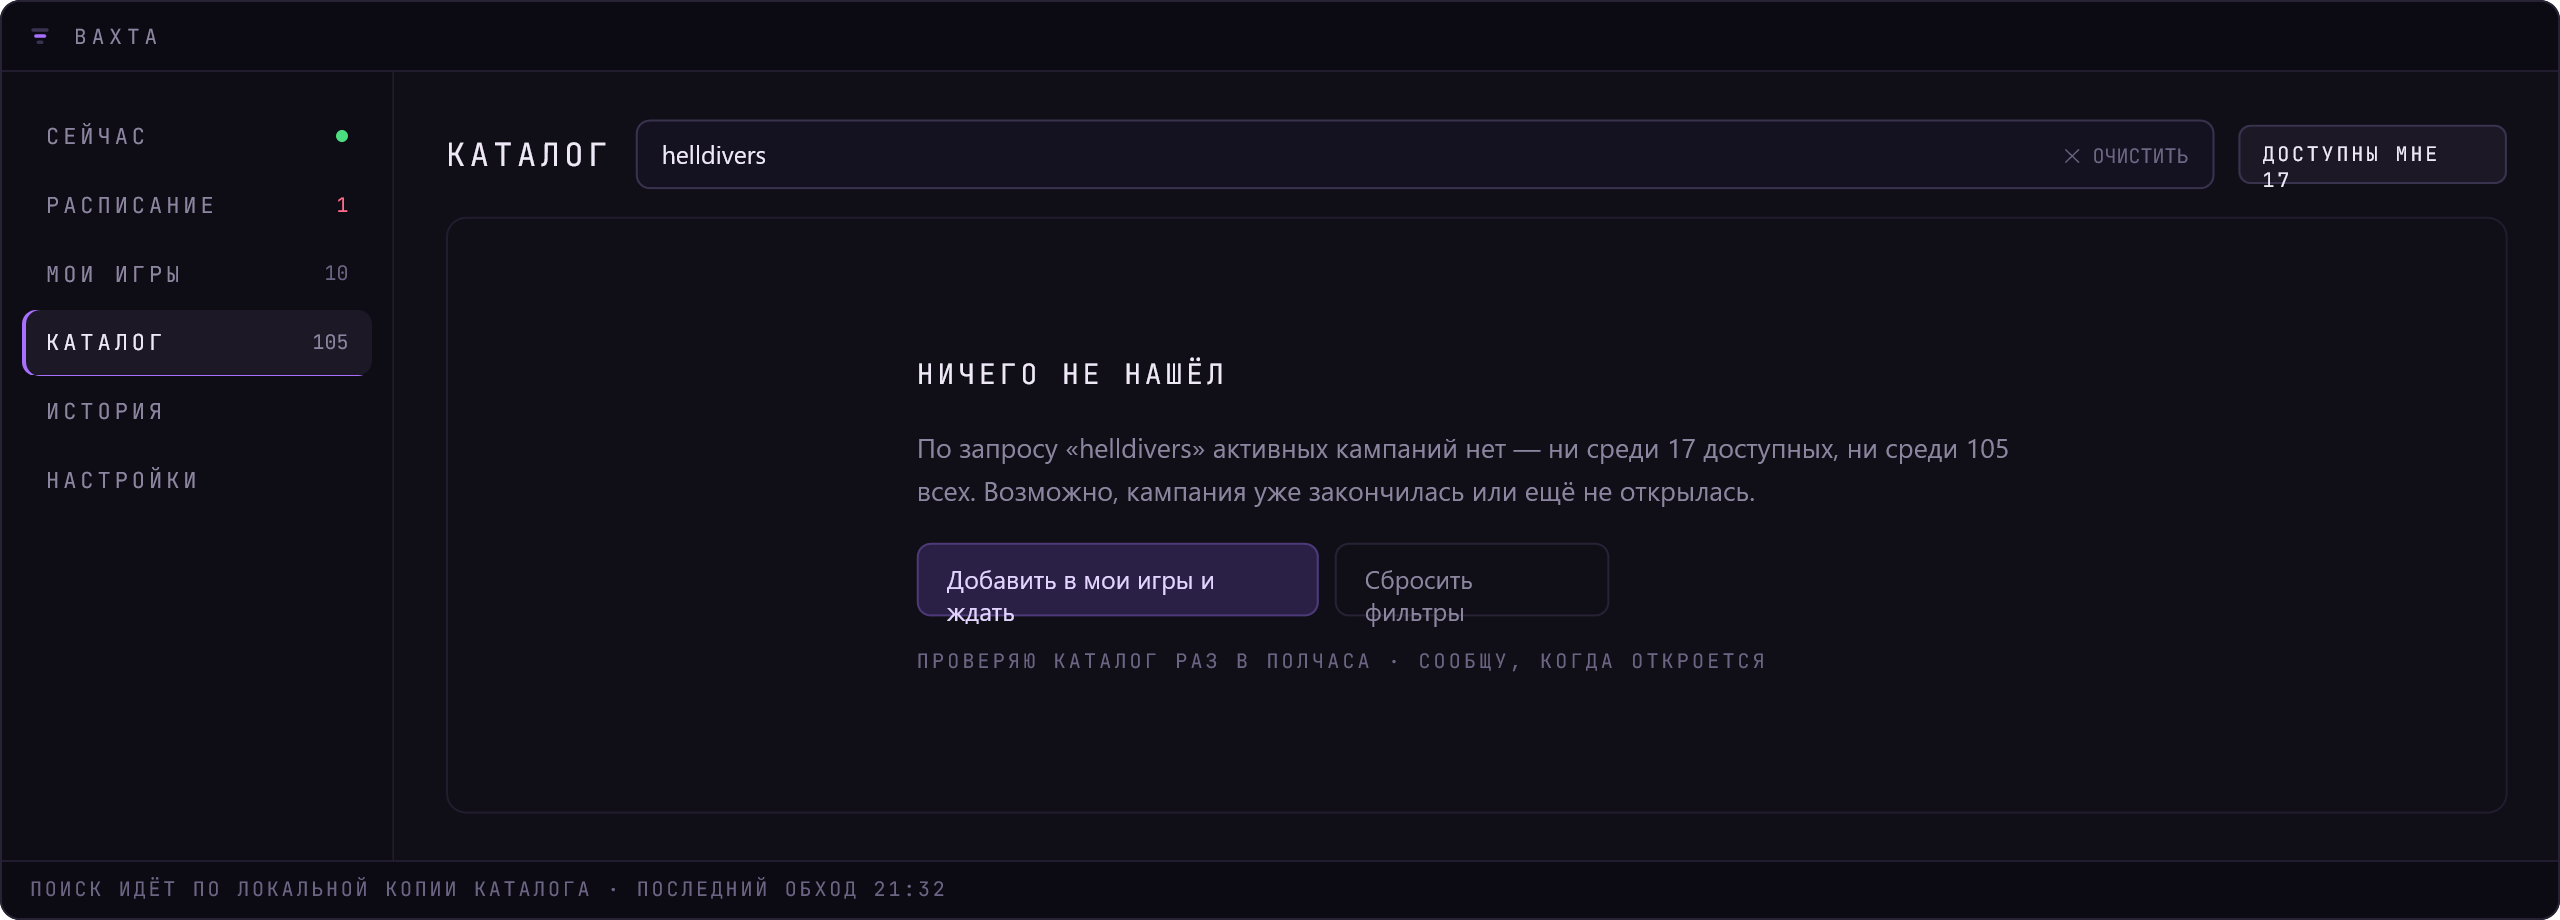 ВАХТА
СЕЙЧАС
РАСПИСАНИЕ 1
МОИ ИГРЫ 10
КАТАЛОГ 105
ИСТОРИЯ
НАСТРОЙКИ
КАТАЛОГ
helldivers
ОЧИСТИТЬ
ДОСТУПНЫ МНЕ
17
НИЧЕГО НЕ НАШЁЛ
По запросу «helldivers» активных кампаний нет — ни среди 17 доступных, ни среди 105
всех. Возможно, кампания уже закончилась или ещё не открылась.
Добавить в мои игры и
ждать
Сбросить
фильтры
ПРОВЕРЯЮ КАТАЛОГ РАЗ В ПОЛЧАСА · СООБЩУ, КОГДА ОТКРОЕТСЯ
ПОИСК ИДЁТ ПО ЛОКАЛЬНОЙ КОПИИ КАТАЛОГА · ПОСЛЕДНИЙ ОБХОД 21:32